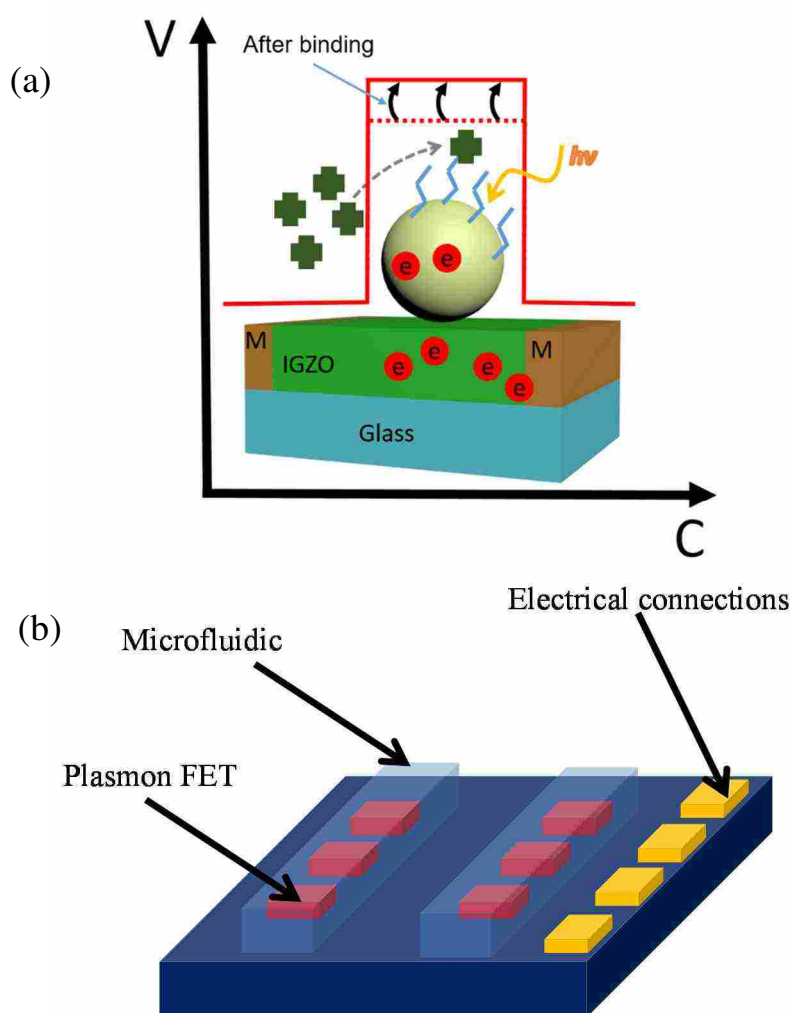 (a)
V
After binding
hv
e
e
M
IGZO
e
e
e
e
M
Glass
C
(b)
Electrical connections
Microfluidic
Plasmon FET